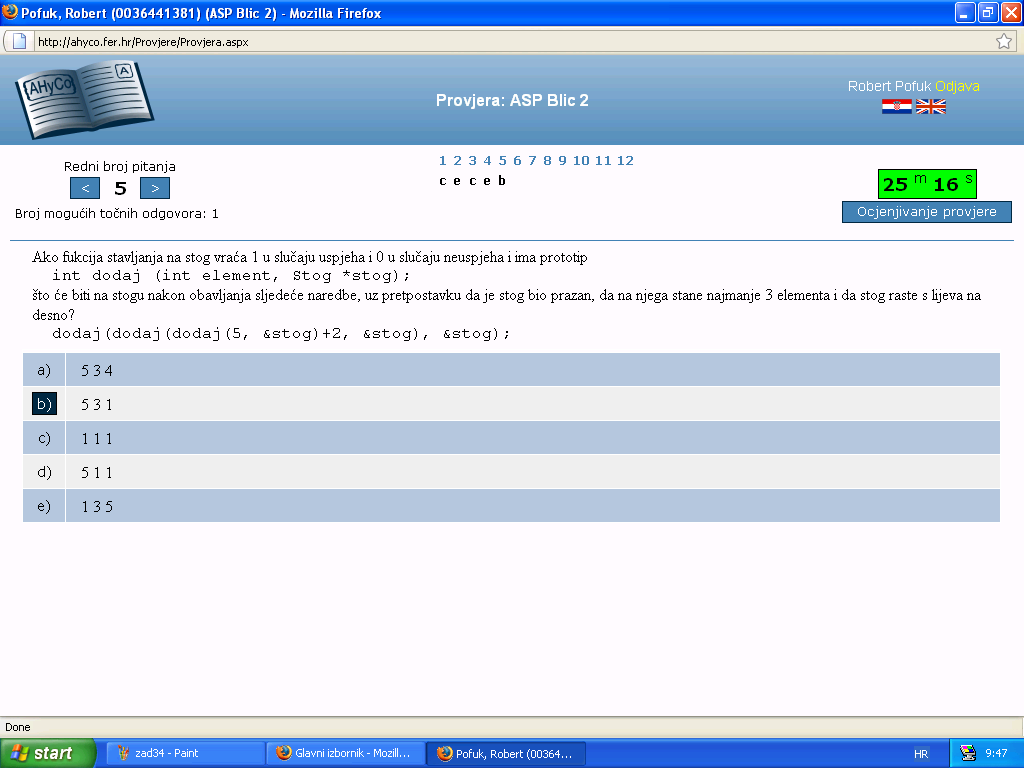 Pofuk, Robert (0036441381) (ASP Blic 2) - Mozilla Firefox
http://ahyco.fer.hr/Provjere/Provjera.aspx
{AHyCo} A
Provjera: ASP Blic 2
Robert Pofuk Odjava
Redni broj pitanja
< 5 >
Broj mogućih točnih odgovora: 1
1 2 3 4 5 6 7 8 9 10 11 12
c e c e b
25 m 16 s
Ocjenjivanje provjere
Ako fukcija stavljanja na stog vraća 1 u slučaju uspjeha i 0 u slučaju neuspjeha i ima prototip
int dodaj (int element, Stog *stog);
što će biti na stogu nakon obavljanja sljedeće naredbe, uz pretpostavku da je stog bio prazan, da na njega stane najmanje 3 elementa i da stog raste s lijeva na
desno?
dodaj(dodaj(dodaj(5, &stog)+2, &stog), &stog);
a) 5 3 4
b) 5 3 1
c) 1 1 1
d) 5 1 1
e) 1 3 5
Done
start zad34 - Paint Glavni izbornik - Mozill... Pofuk, Robert (00364... HR 9:47